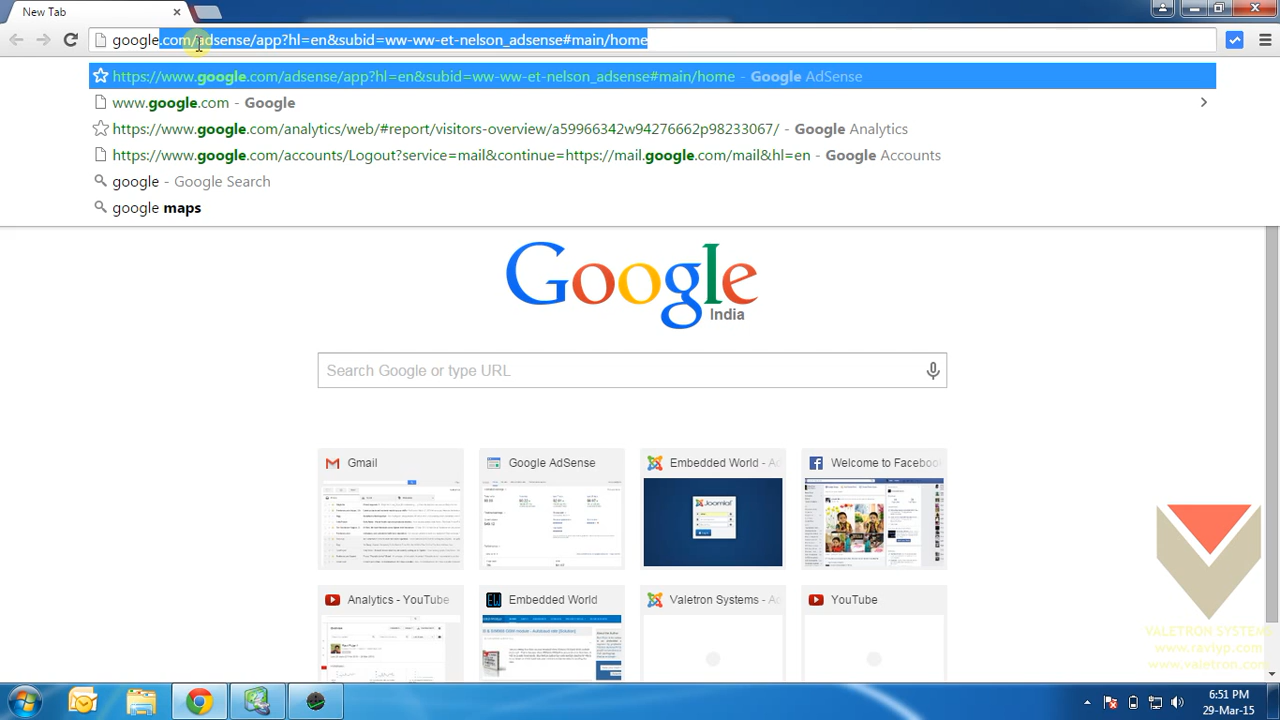 New Tab
google.com/adsense/app?hl=en&subid=ww-ww-et-nelson_adsense#main/home
https://www.google.com/adsense/app?hl=en&subid=ww-ww-et-nelson_adsense#main/home - Google AdSense
www.google.com - Google
https://www.google.com/analytics/web/#report/visitors-overview/a59966342w94276662p98233067/ - Google Analytics
https://www.google.com/accounts/Logout?service=mail&continue=https://mail.google.com/mail&hl=en - Google Accounts
google - Google Search
google maps
Google
India
Search Google or type URL
Gmail
Google AdSense
Embedded World - Ad
Welcome to Facebook
Joomla!
Analytics - YouTube
Embedded World
Valetron Systems - Ad
YouTube
6:51 PM
29-Mar-15